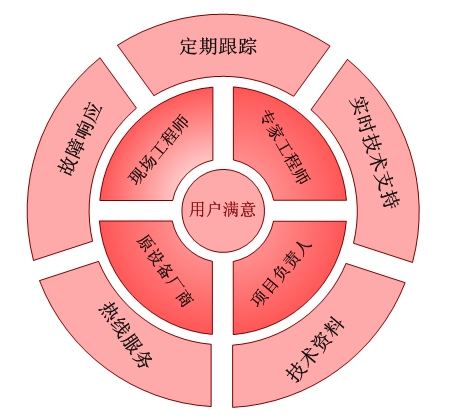 定期跟踪
故障响应
实时技术支持
现场工程师
专家工程师
用户满意
原设备厂商
项目负责人
热线服务
技术资料